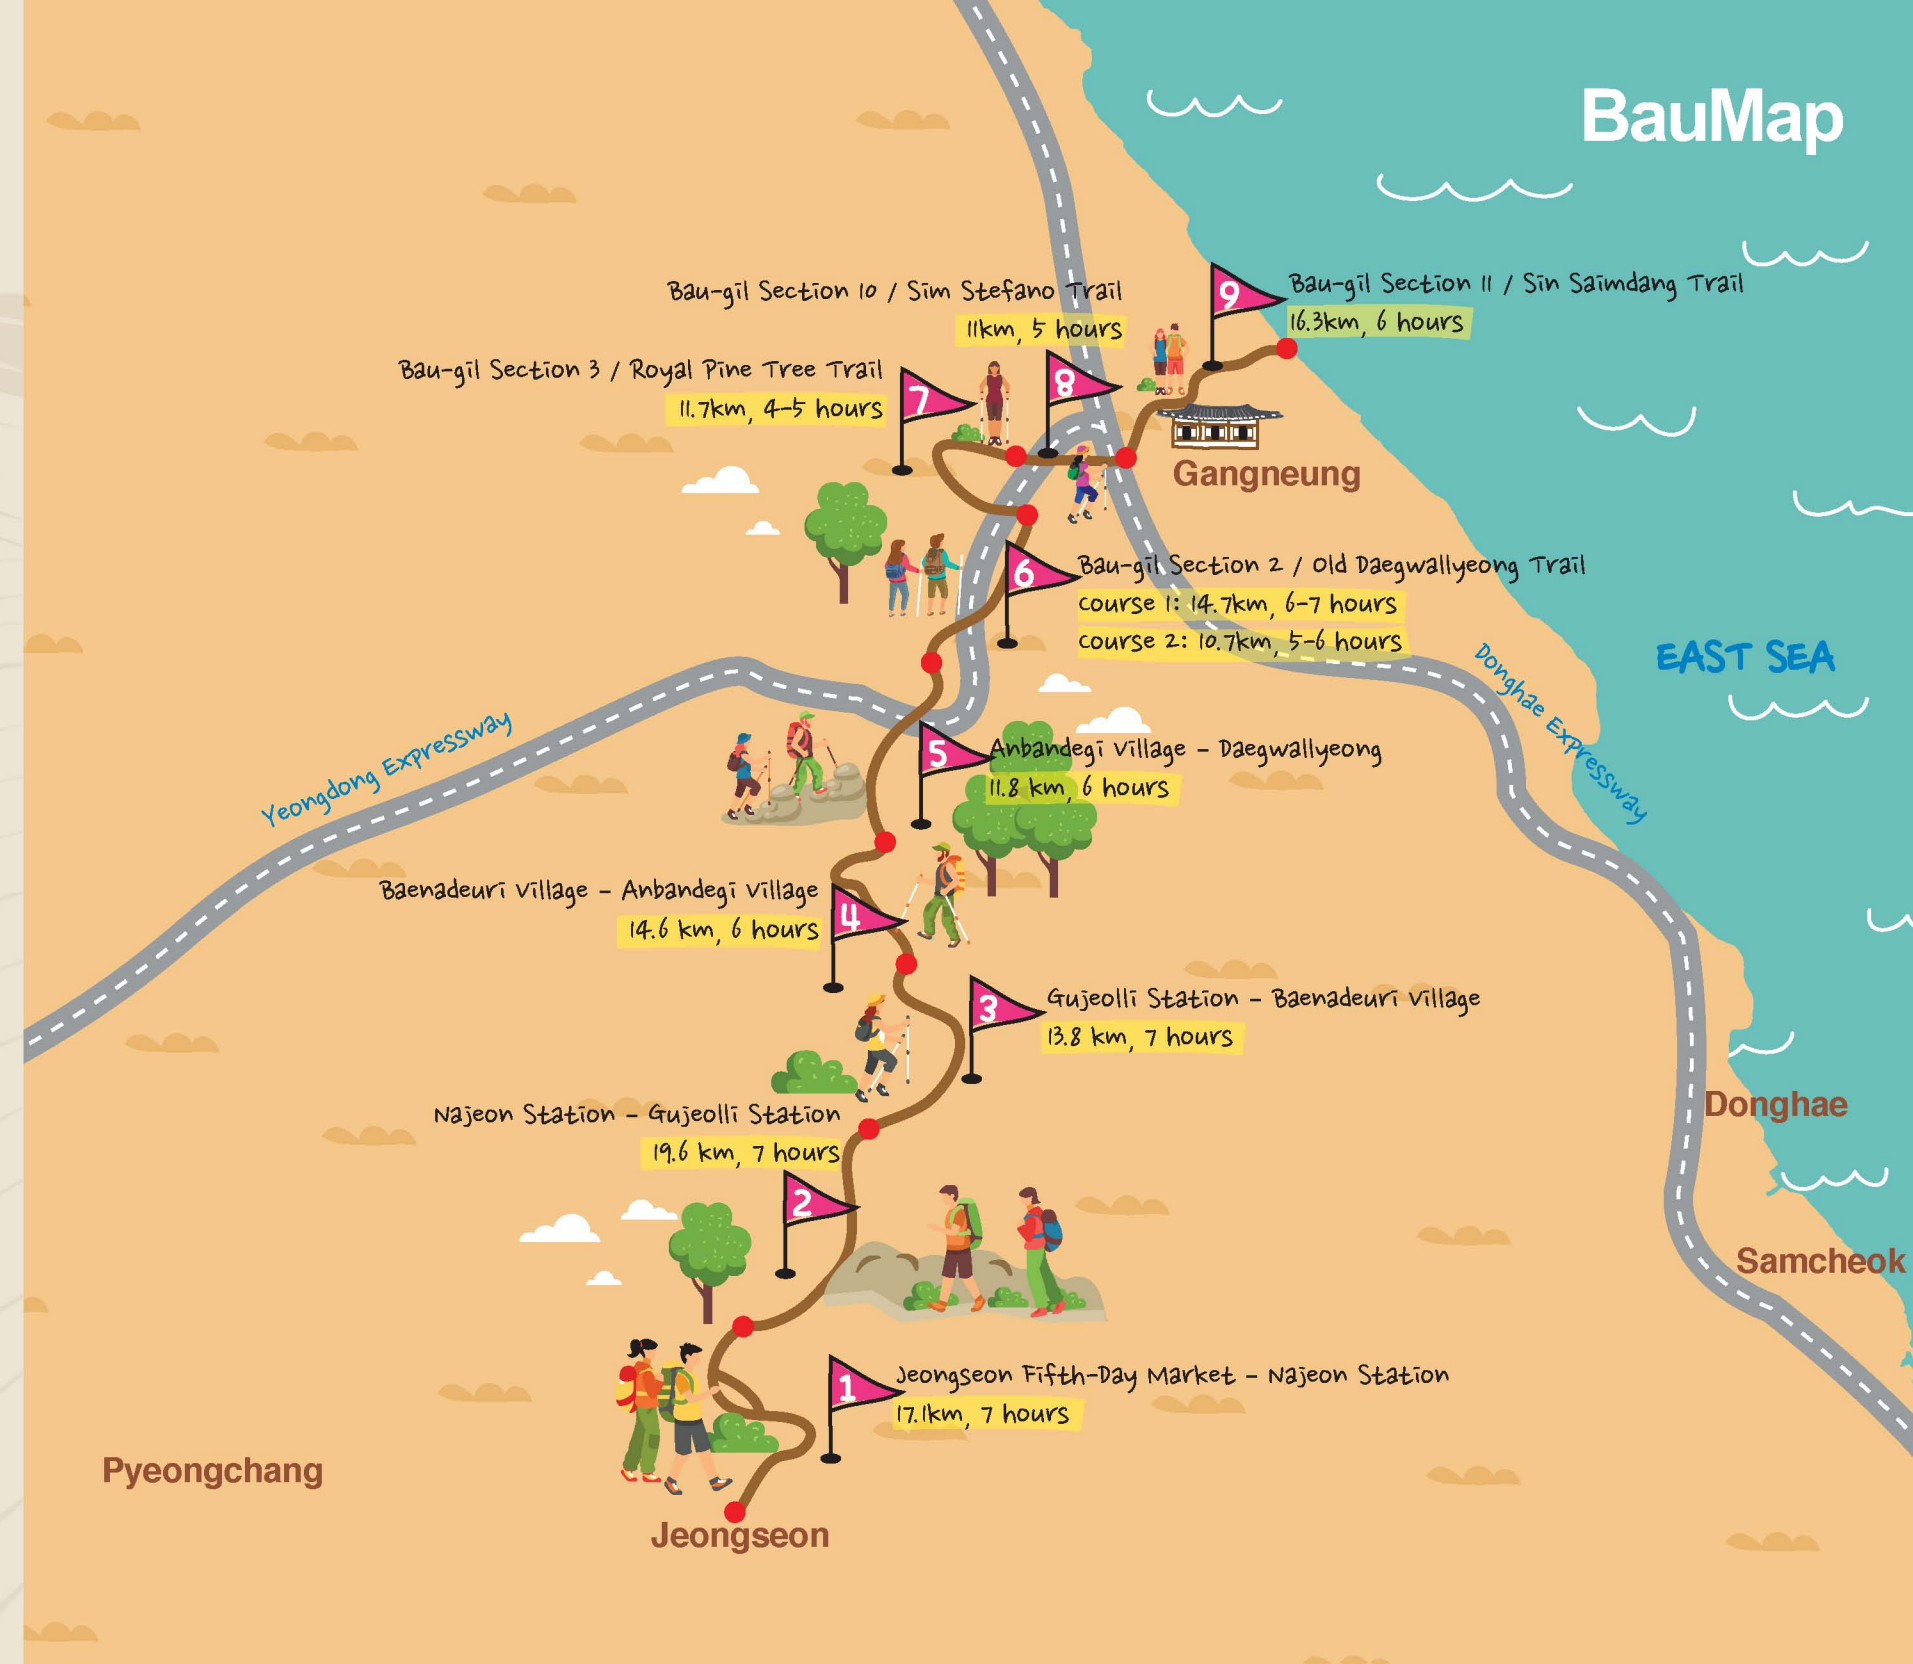 BauMap
Bau-gil Section 11 / Sin Saimdang Trail
16.3km, 6 hours
9
Bau-gil Section 10 / Sim Stefano Trail
11km, 5 hours
8
Bau-gil Section 3 / Royal Pine Tree Trail
11.7km, 4-5 hours
7
Gangneung
6
Bau-gil Section 2 / Old Daegwallyeong Trail
course 1: 14.7km, 6-7 hours
course 2: 10.7km, 5-6 hours
EAST SEA
Donghae Expressway
Yeongdong Expressway
5
Anbandegi Village - Daegwallyeong
11.8 km, 6 hours
Baenadeuri Village - Anbandegi Village
14.6 km, 6 hours
4
3
Gujeolli Station - Baenadeuri Village
13.8 km, 7 hours
Donghae
Najeon Station - Gujeolli Station
19.6 km, 7 hours
2
Samcheok
1
Jeongseon Fifth-Day Market - Najeon Station
17.1km, 7 hours
Pyeongchang
Jeongseon